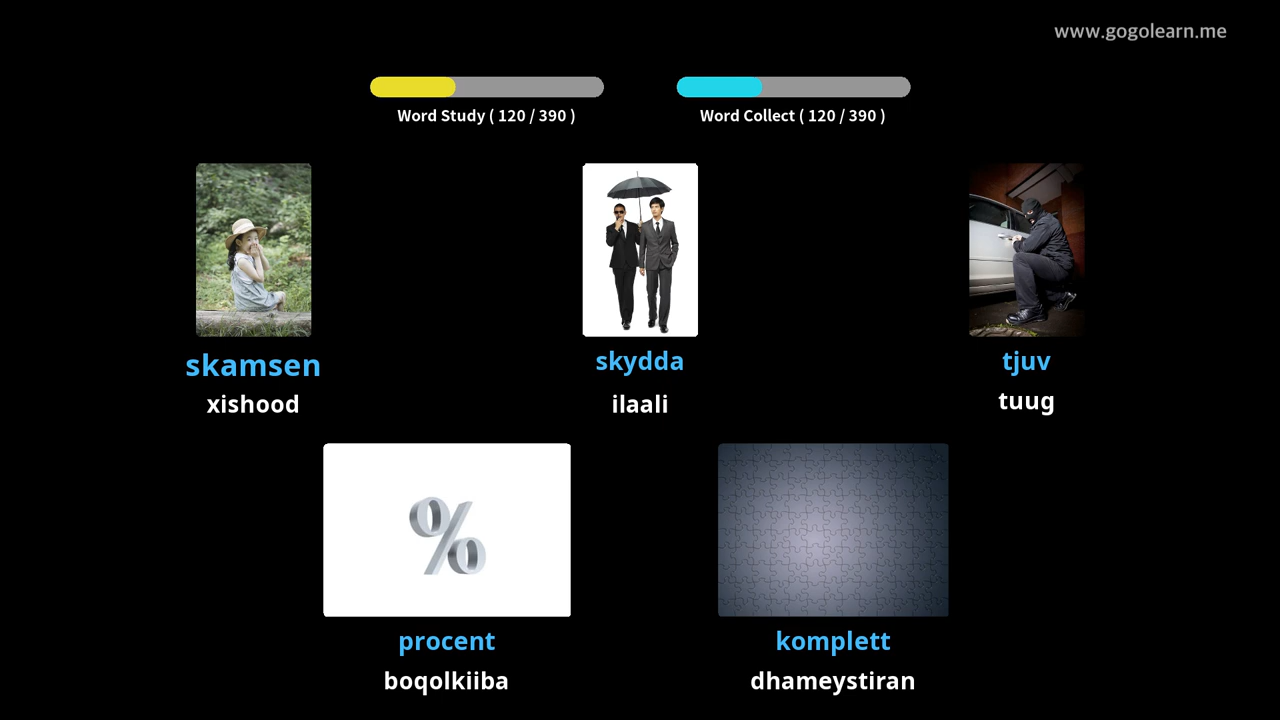 www.gogolearn.me
Word Study ( 120 / 390 )
Word Collect ( 120 / 390 )
skamsen
xishood
skydda
ilaali
tjuv
tuug
%
procent
boqolkiiba
komplett
dhameystiran